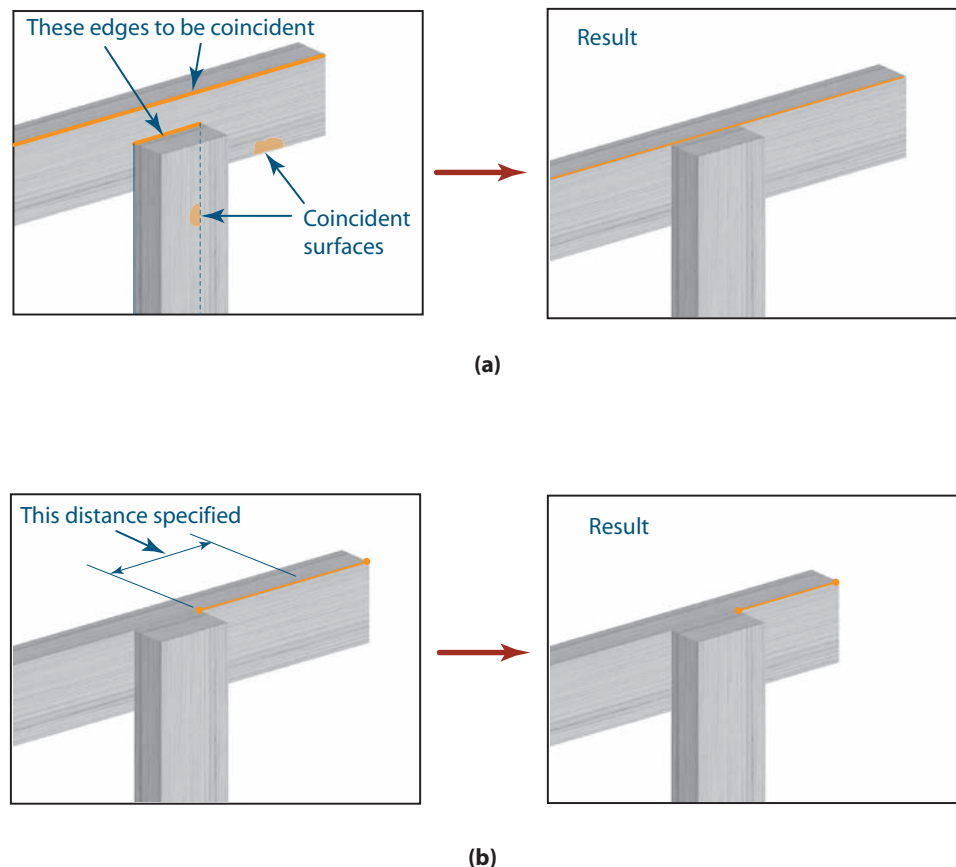 These edges to be coincident
Result
Coincident
surfaces
(a)
This distance specified
Result
(b)